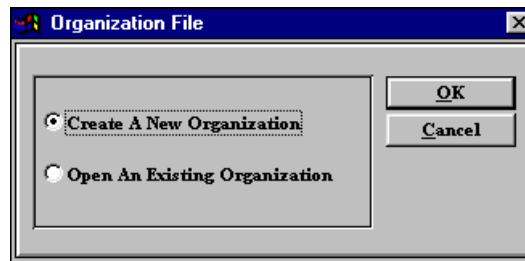 Organization File
Create A New Organization
Open An Existing Organization
OK
Cancel